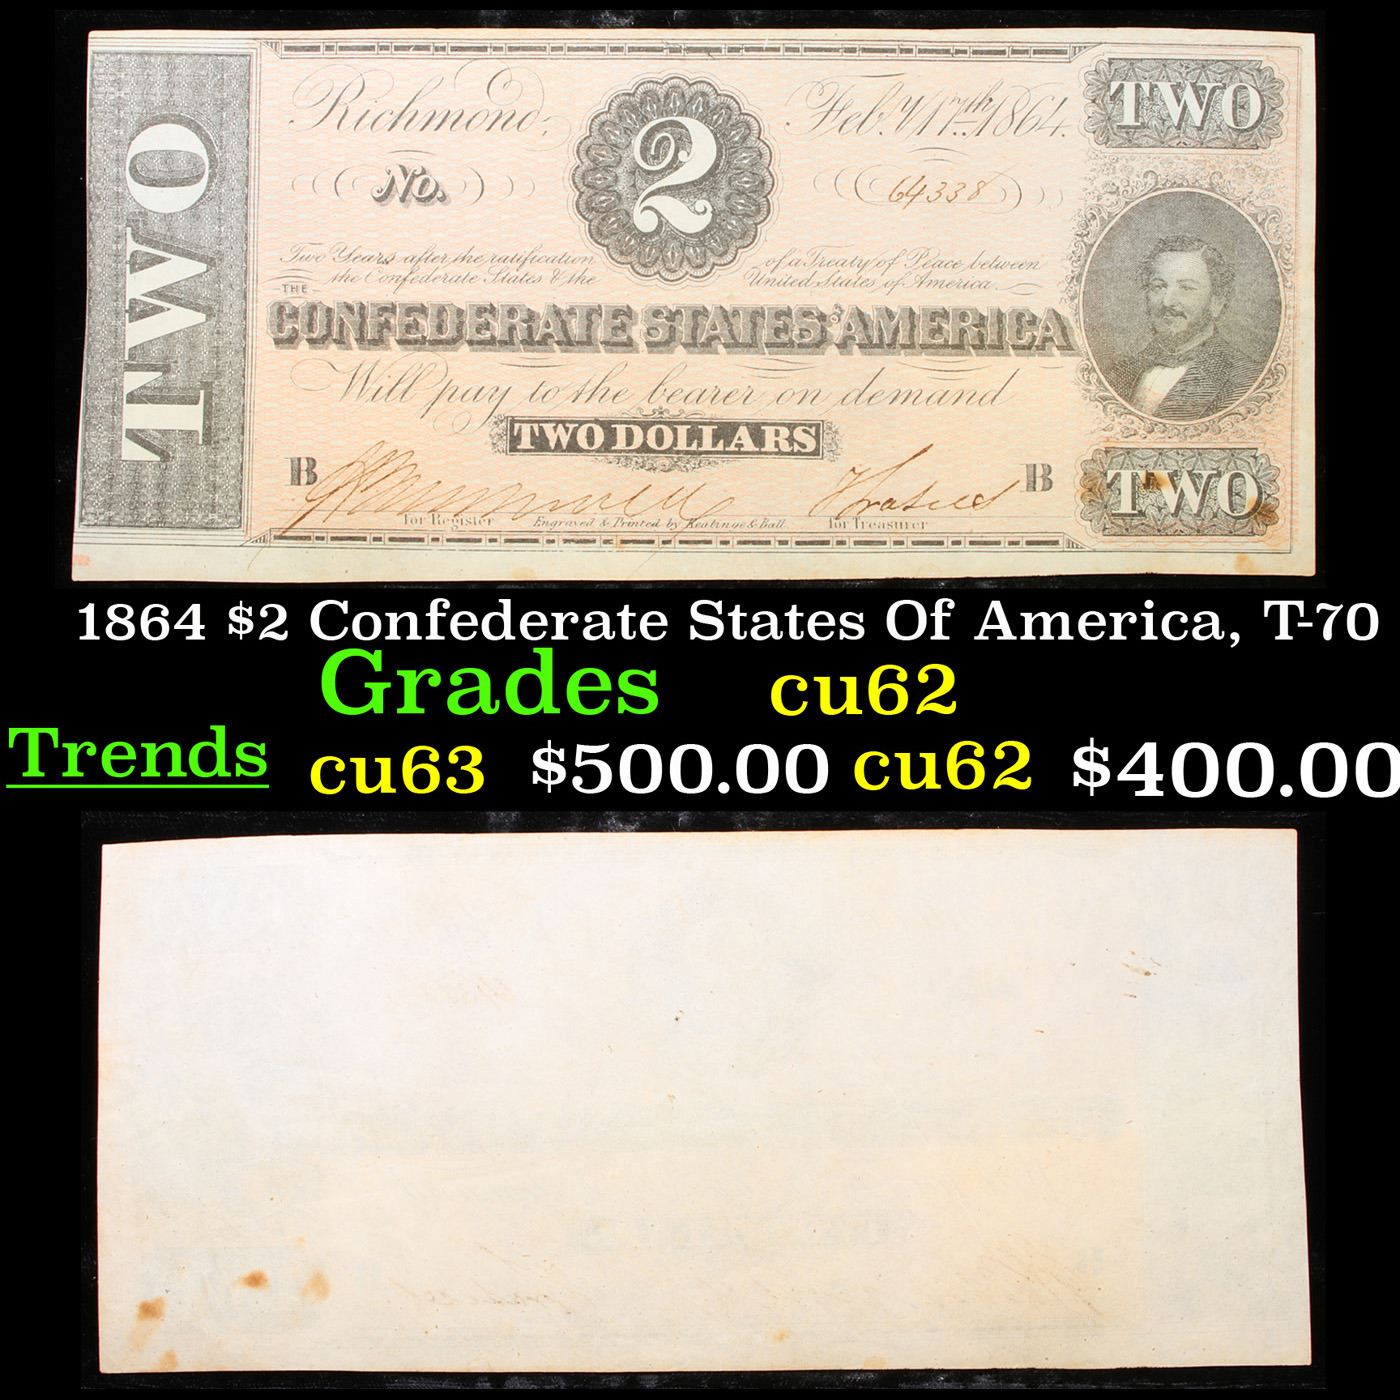 TWO
Richmond,
2
Feb.y 17th 1864.
TWO
No.
64338
Two Years after the ratification of a Treaty of Peace between
the Confederate States & the United States of America
THE
CONFEDERATE STATES OF AMERICA
Will pay to the bearer on demand
TWO DOLLARS
B
B
TWO
for Register
Engraved & Printed by Keatinge & Ball.
for Treasurer
1864 $2 Confederate States Of America, T-70
Grades cu62
Trends cu63 $500.00 cu62 $400.00